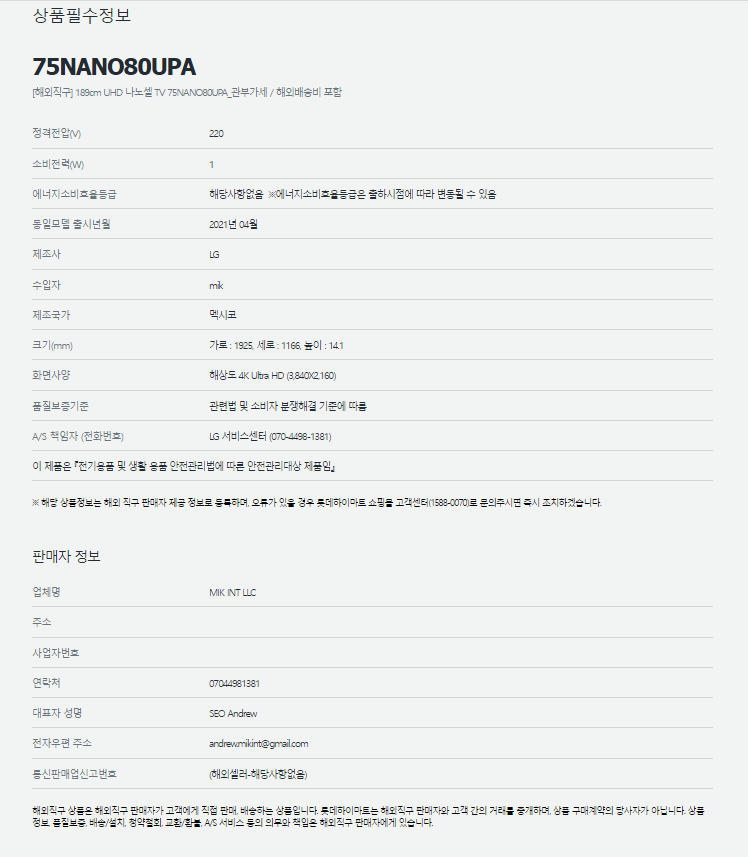 상품필수정보
75NANO80UPA
[해외직구] 189cm UHD 나노셀 TV 75NANO80UPA_관부가세 / 해외배송비 포함
정격전압(V) 220
소비전력(W) 1
에너지소비효율등급 해당사항없음 ※에너지소비효율등급은 출하시점에 따라 변동될 수 있음
동일모델 출시년월 2021년 04월
제조사 LG
수입자 mik
제조국가 멕시코
크기(mm) 가로 : 1925, 세로 : 1166, 높이 : 14.1
화면사양 해상도 4K Ultra HD (3,840X2,160)
품질보증기준 관련법 및 소비자 분쟁해결 기준에 따름
A/S 책임자 (전화번호) LG 서비스센터 (070-4498-1381)
이 제품은 『전기용품 및 생활 용품 안전관리법에 따른 안전관리대상 제품임』
※ 해당 상품정보는 해외 직구 판매자 제공 정보로 등록하며, 오류가 있을 경우 롯데하이마트 쇼핑몰 고객센터(1588-0070)로 문의주시면 즉시 조치하겠습니다.
판매자 정보
업체명 MIK INT LLC
주소
사업자번호
연락처 07044981381
대표자 성명 SEO Andrew
전자우편 주소 andrew.mikint@gmail.com
통신판매업신고번호 (해외셀러-해당사항없음)
해외직구 상품은 해외직구 판매자가 고객에게 직접 판매, 배송하는 상품입니다. 롯데하이마트는 해외직구 판매자와 고객 간의 거래를 중개하며, 상품 구매계약의 당사자가 아닙니다. 상품
정보, 품질보증, 배송/설치, 청약철회, 교환/환불, A/S 서비스 등의 의무와 책임은 해외직구 판매자에게 있습니다.